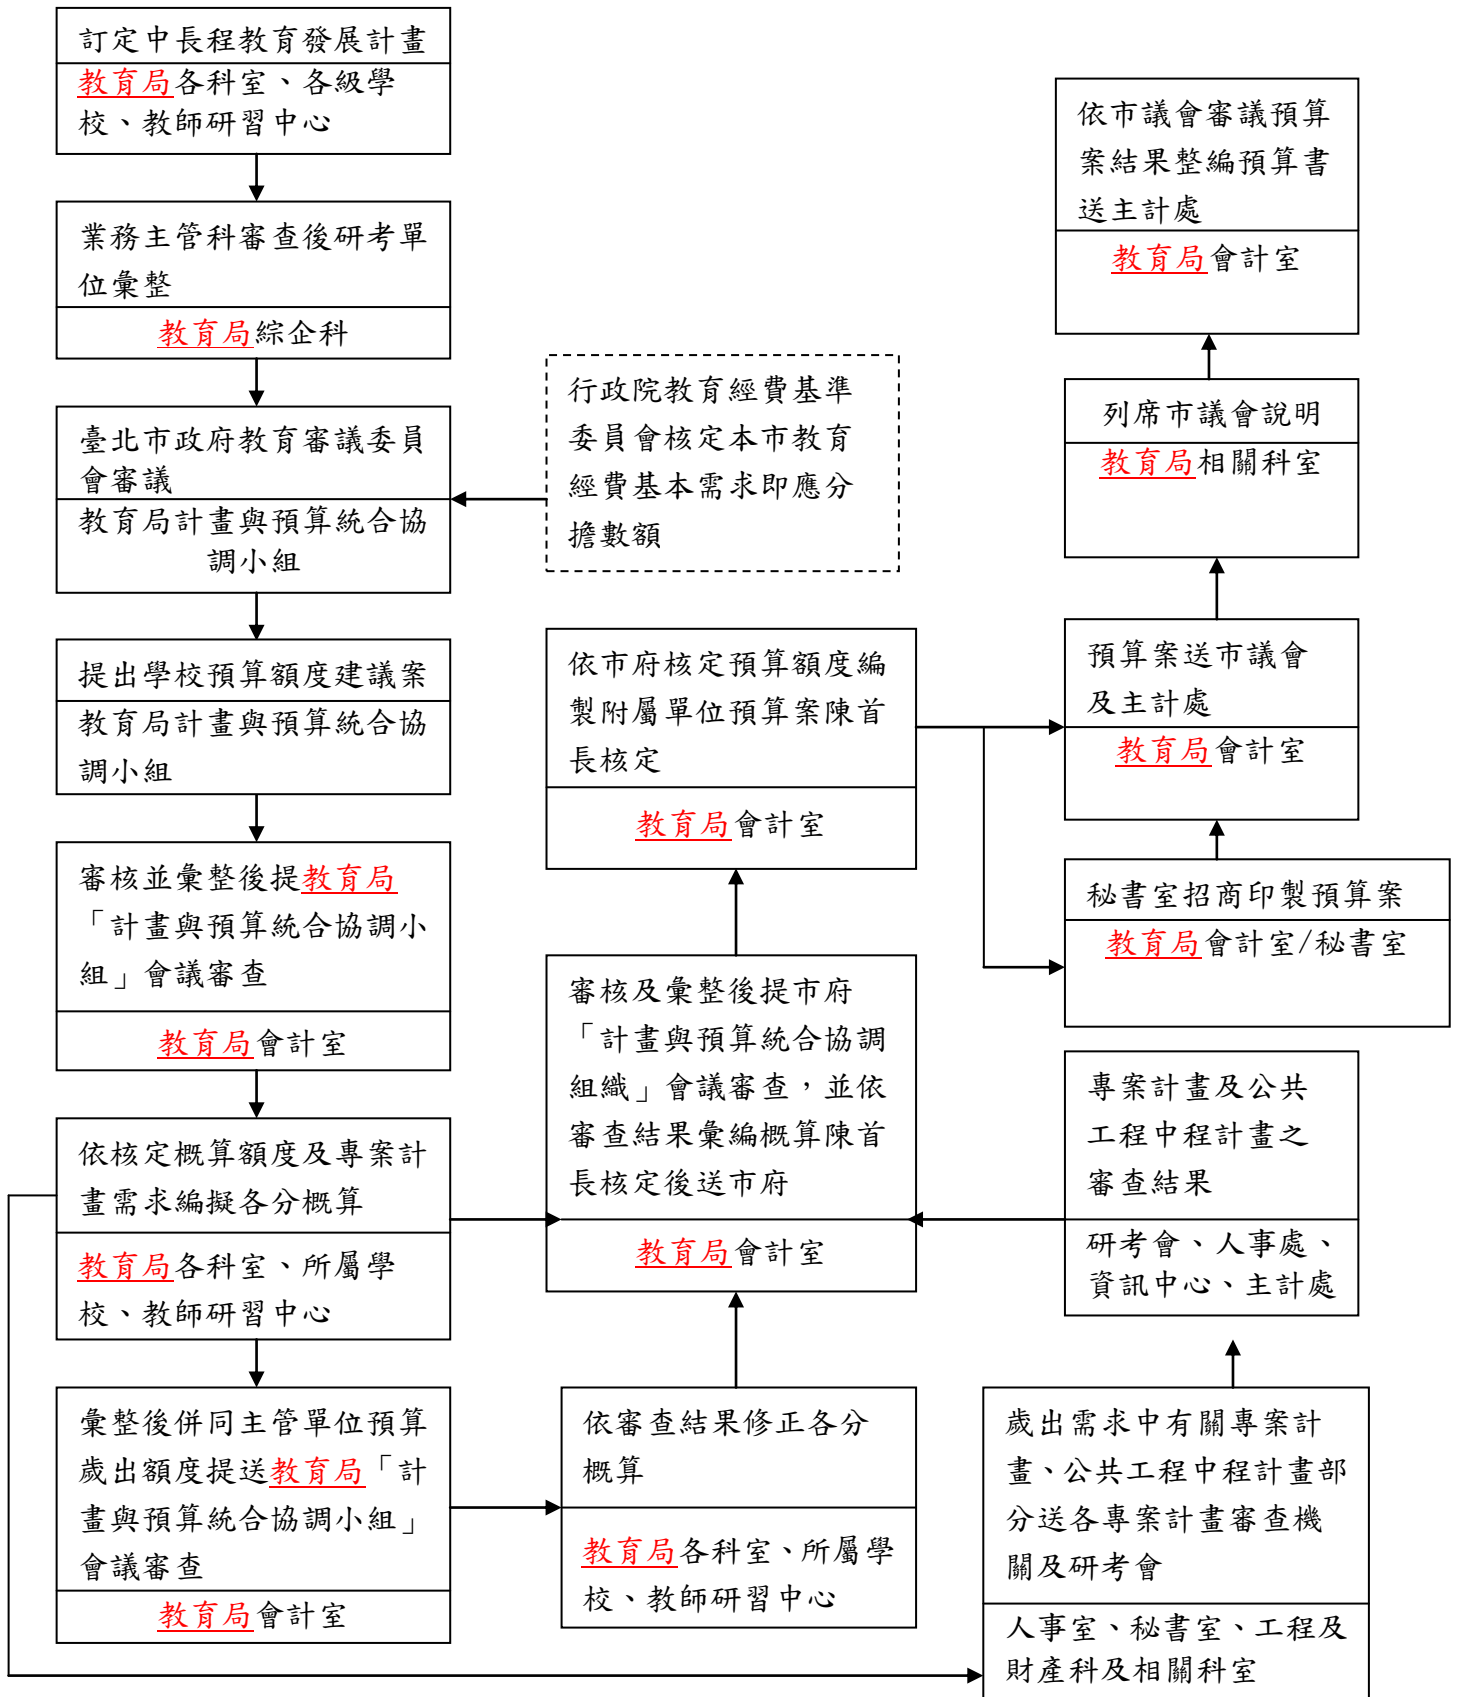 訂定中長程教育發展計畫
教育局各科室、各級學
校、教師研習中心
業務主管科審查後研考單
位彙整
教育局綜企科
臺北市政府教育審議委員
會審議
教育局計畫與預算統合協
調小組
行政院教育經費基準
委員會核定本市教育
經費基本需求即應分
擔數額
提出學校預算額度建議案
教育局計畫與預算統合協
調小組
審核並彙整後提教育局
「計畫與預算統合協調小
組」會議審查
教育局會計室
依核定概算額度及專案計
畫需求編擬各分概算
教育局各科室、所屬學
校、教師研習中心
彙整後併同主管單位預算
歲出額度提送教育局「計
畫與預算統合協調小組」
會議審查
教育局會計室
依審查結果修正各分
概算
教育局各科室、所屬學
校、教師研習中心
審核及彙整後提市府
「計畫與預算統合協調
組織」會議審查，並依
審查結果彙編概算陳首
長核定後送市府
教育局會計室
依市府核定預算額度編
製附屬單位預算案陳首
長核定
教育局會計室
依市議會審議預算
案結果整編預算書
送主計處
教育局會計室
列席市議會說明
教育局相關科室
預算案送市議會
及主計處
教育局會計室
秘書室招商印製預算案
教育局會計室/秘書室
專案計畫及公共
工程中程計畫之
審查結果
研考會、人事處、
資訊中心、主計處
歲出需求中有關專案計
畫、公共工程中程計畫部
分送各專案計畫審查機
關及研考會
人事室、秘書室、工程及
財產科及相關科室